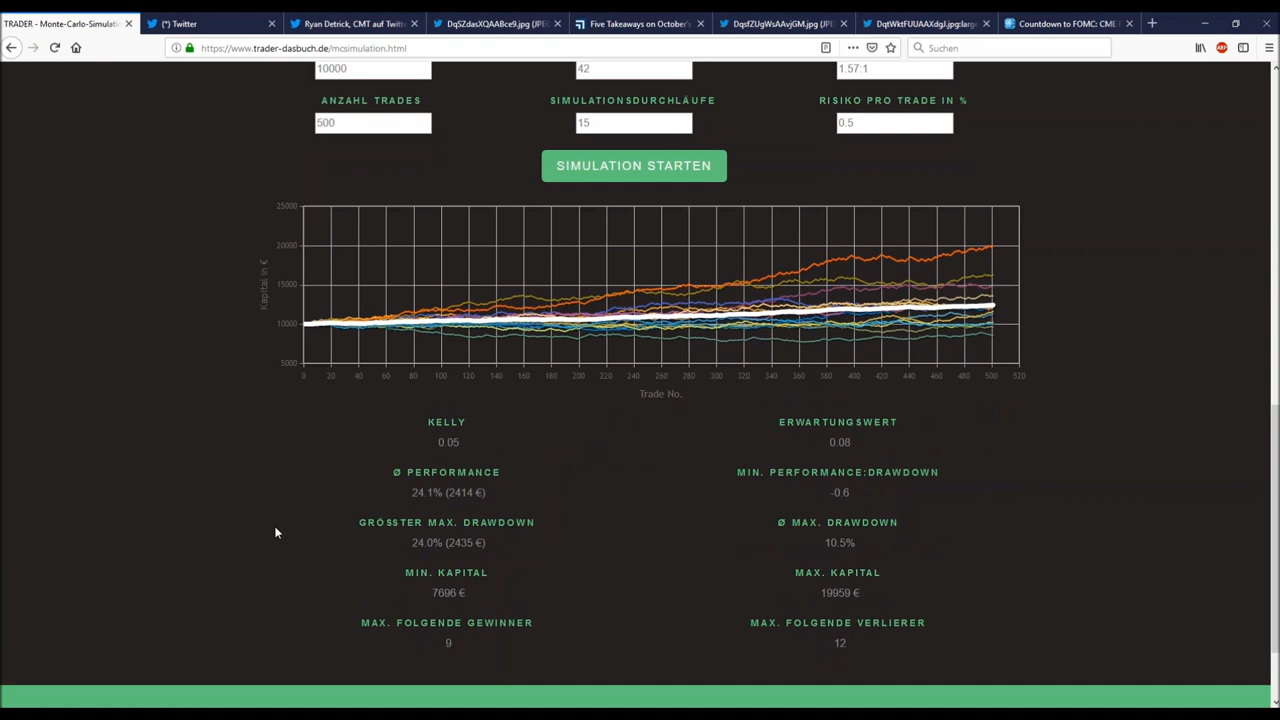 TRADER - Monte-Carlo-Simulati
(*) Twitter
Ryan Detrick, CMT auf Twitt
DqSZdasXQAABce9.jpg (JPE
Five Takeaways on October's
DqsfZUgWsAAvjGM.jpg (JPE
DqtWktFUUAAXdgJ.jpg:large
Countdown to FOMC: CME F
https://www.trader-dasbuch.de/mcsimulation.html
Suchen
10000
42
1.57:1
ANZAHL TRADES
SIMULATIONSDURCHLÄUFE
RISIKO PRO TRADE IN %
500
15
0.5
SIMULATION STARTEN
25000
20000
15000
10000
5000
Kapital in €
0 20 40 60 80 100 120 140 160 180 200 220 240 260 280 300 320 340 360 380 400 420 440 460 480 500 520
Trade No.
KELLY
0.05
ERWARTUNGSWERT
0.08
Ø PERFORMANCE
24.1% (2414 €)
MIN. PERFORMANCE:DRAWDOWN
-0.6
GRÖSSTER MAX. DRAWDOWN
24.0% (2435 €)
Ø MAX. DRAWDOWN
10.5%
MIN. KAPITAL
7696 €
MAX. KAPITAL
19959 €
MAX. FOLGENDE GEWINNER
9
MAX. FOLGENDE VERLIERER
12